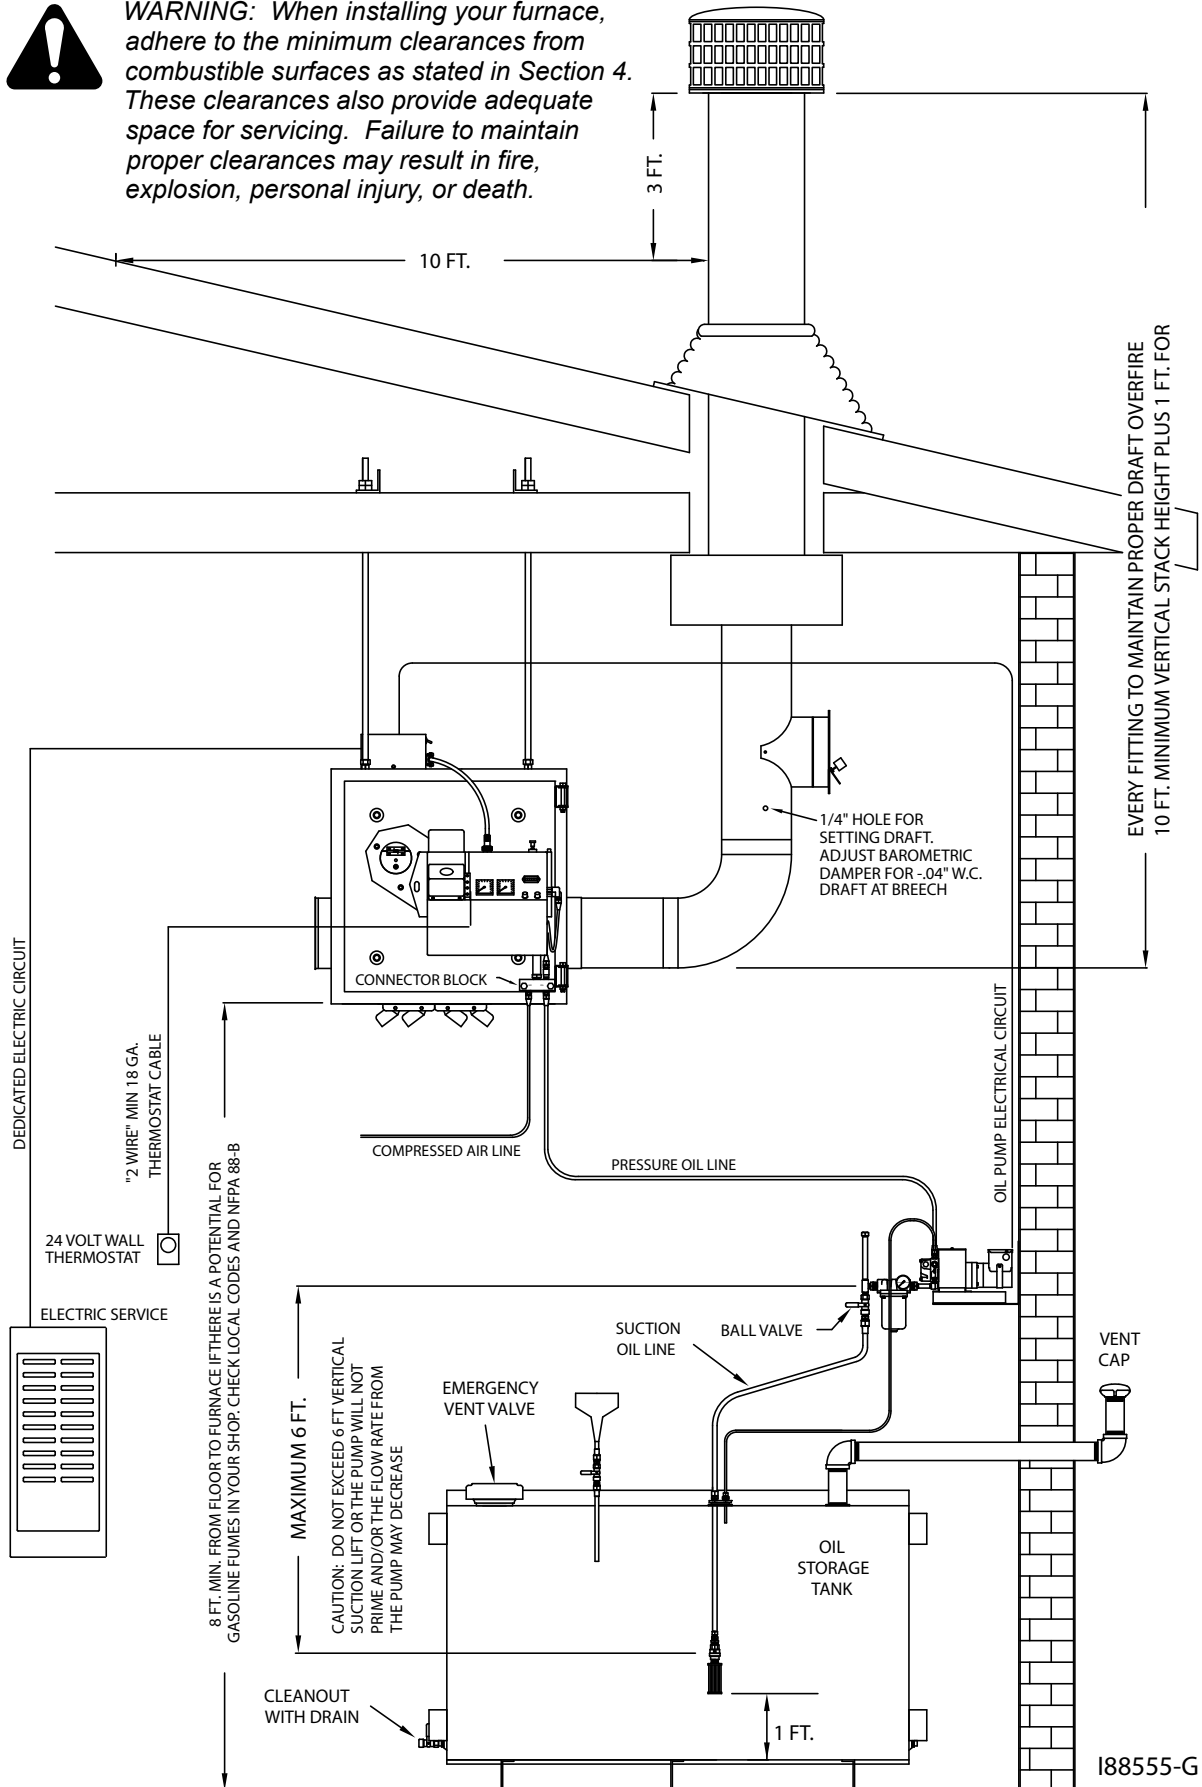 WARNING: When installing your furnace,
adhere to the minimum clearances from
combustible surfaces as stated in Section 4.
These clearances also provide adequate
space for servicing. Failure to maintain
proper clearances may result in fire,
explosion, personal injury, or death.
3 FT.
10 FT.
10 FT. MINIMUM VERTICAL STACK HEIGHT PLUS 1 FT. FOR
EVERY FITTING TO MAINTAIN PROPER DRAFT OVERFIRE
1/4" HOLE FOR
SETTING DRAFT.
ADJUST BAROMETRIC
DAMPER FOR -.04" W.C.
DRAFT AT BREECH
CONNECTOR BLOCK
DEDICATED ELECTRIC CIRCUIT
"2 WIRE" MIN 18 GA.
THERMOSTAT CABLE
OIL PUMP ELECTRICAL CIRCUIT
COMPRESSED AIR LINE
PRESSURE OIL LINE
24 VOLT WALL
THERMOSTAT
8 FT. MIN. FROM FLOOR TO FURNACE IF THERE IS A POTENTIAL FOR
GASOLINE FUMES IN YOUR SHOP. CHECK LOCAL CODES AND NFPA 88-B
ELECTRIC SERVICE
MAXIMUM 6 FT.
CAUTION: DO NOT EXCEED 6 FT VERTICAL
SUCTION LIFT OR THE PUMP WILL NOT
PRIME AND/OR THE FLOW RATE FROM
THE PUMP MAY DECREASE
SUCTION
OIL LINE
BALL VALVE
VENT
CAP
EMERGENCY
VENT VALVE
OIL
STORAGE
TANK
CLEANOUT
WITH DRAIN
1 FT.
I88555-G